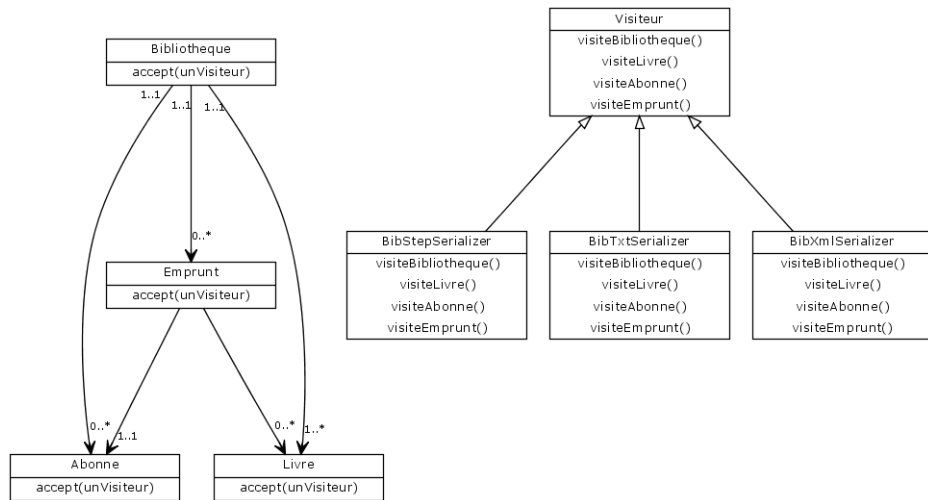 Bibliotheque
accept(unVisiteur)
1..1
1..1
1..1
0..*
Emprunt
accept(unVisiteur)
0..*
1..1
0..*
1..*
Abonne
accept(unVisiteur)
Livre
accept(unVisiteur)
Visiteur
visiteBibliotheque()
visiteLivre()
visiteAbonne()
visiteEmprunt()
BibStepSerializer
visiteBibliotheque()
visiteLivre()
visiteAbonne()
visiteEmprunt()
BibTxtSerializer
visiteBibliotheque()
visiteLivre()
visiteAbonne()
visiteEmprunt()
BibXmlSerializer
visiteBibliotheque()
visiteLivre()
visiteAbonne()
visiteEmprunt()